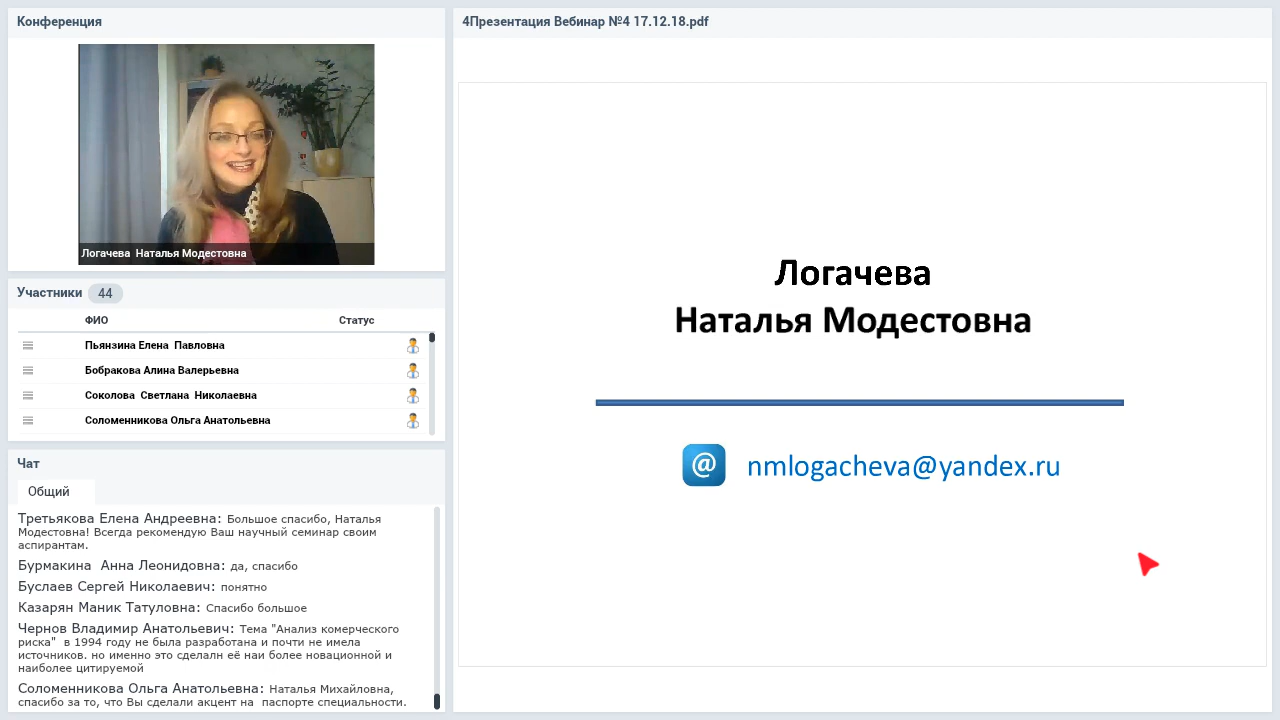 Конференция
Логачева  Наталья Модестовна
Участники 44
ФИО Статус
Пьянзина Елена  Павловна
Бобракова Алина Валерьевна
Соколова  Светлана  Николаевна
Соломенникова Ольга Анатольевна
Чат
Общий
Третьякова Елена Андреевна: Большое спасибо, Наталья
Модестовна! Всегда рекомендую Ваш научный семинар своим
аспирантам.
Бурмакина  Анна Леонидовна: да, спасибо
Буслаев Сергей Николаевич: понятно
Казарян Маник Татуловна: Спасибо большое
Чернов Владимир Анатольевич: Тема "Анализ комерческого
риска"  в 1994 году не была разработана и почти не имела
источников. но именно это сделалн её наи более новационной и
наиболее цитируемой
Соломенникова Ольга Анатольевна: Наталья Михайловна,
спасибо за то, что Вы сделали акцент на  паспорте специальности.
4Презентация Вебинар №4 17.12.18.pdf
Логачева
Наталья Модестовна
@ nmlogacheva@yandex.ru